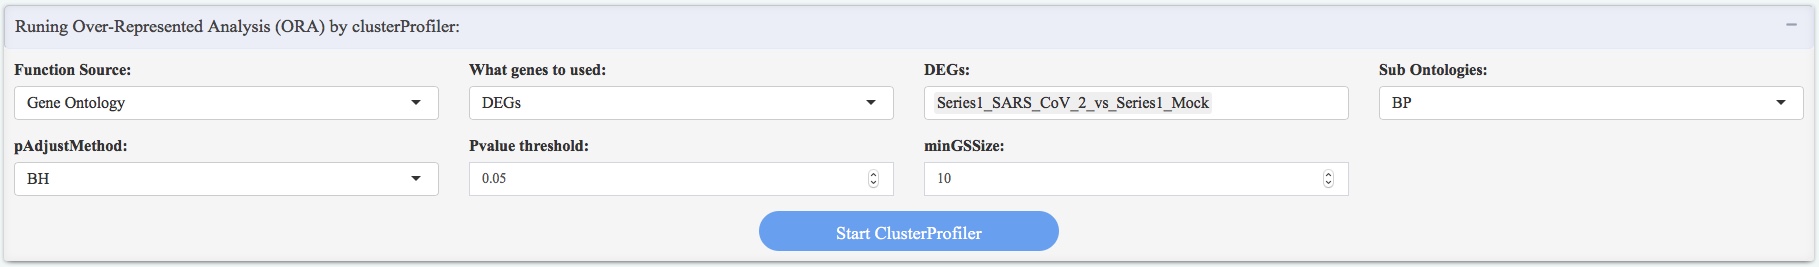 Runing Over-Represented Analysis (ORA) by clusterProfiler:
Function Source:
What genes to used:
DEGs:
Sub Ontologies:
Gene Ontology
DEGs
Series1_SARS_CoV_2_vs_Series1_Mock
BP
pAdjustMethod:
Pvalue threshold:
minGSSize:
BH
0.05
10
Start ClusterProfiler